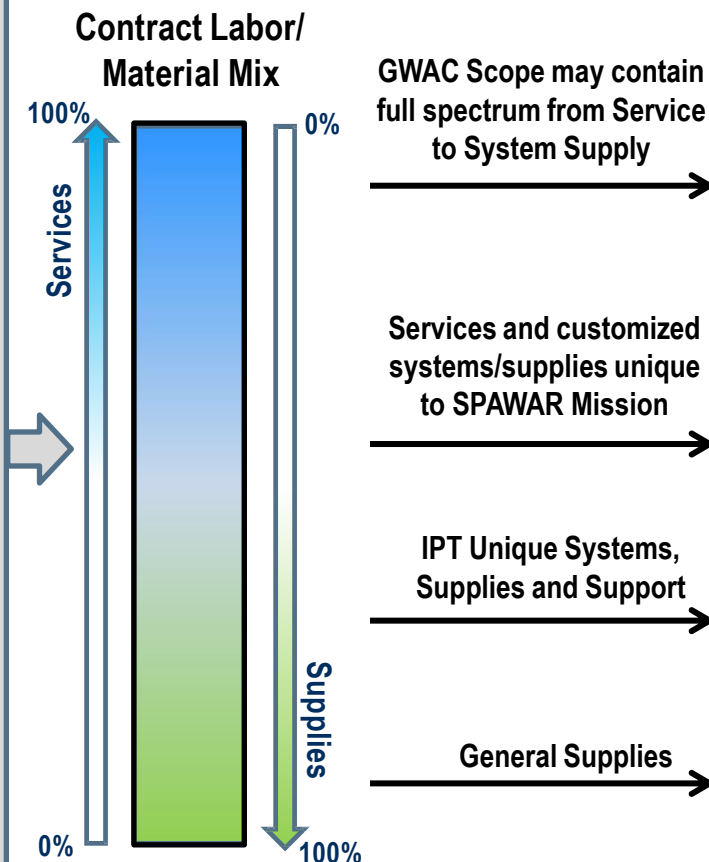 Contract Labor/
Material Mix
100%
0%
Services
Supplies
0%
100%
GWAC Scope may contain
full spectrum from Service
to System Supply
Services and customized
systems/supplies unique
to SPAWAR Mission
IPT Unique Systems,
Supplies and Support
General Supplies